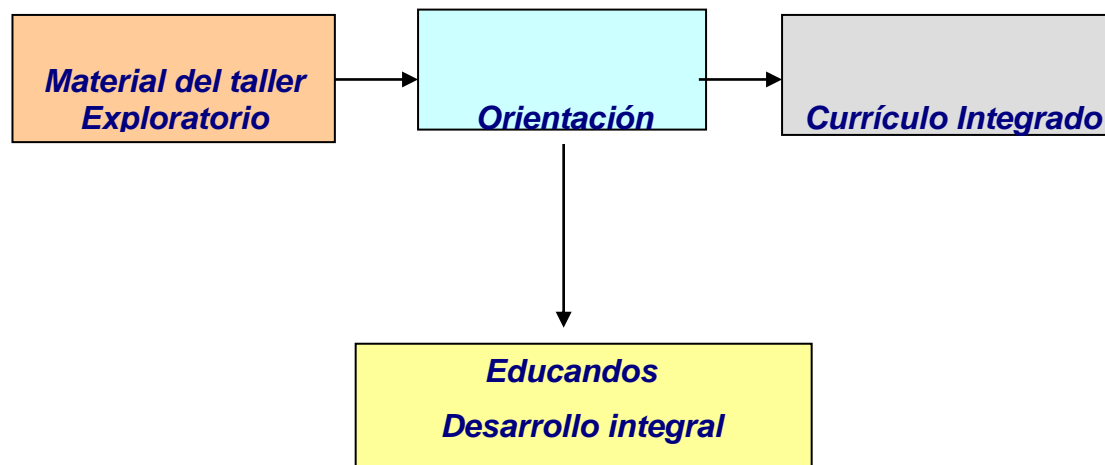 Material del taller
Exploratorio
Orientación
Currículo Integrado
Educandos
Desarrollo integral